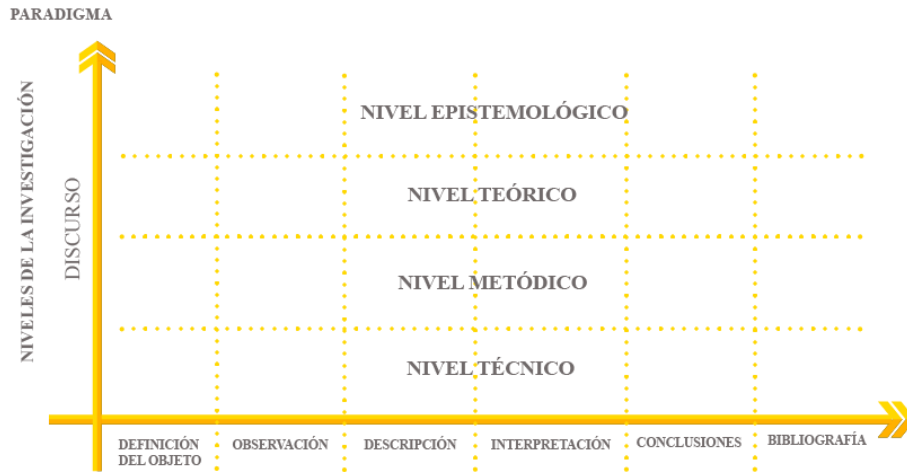 PARADIGMA
NIVELES DE LA INVESTIGACIÓN
DISCURSO
NIVEL EPISTEMOLÓGICO
NIVEL TEÓRICO
NIVEL METÓDICO
NIVEL TÉCNICO
DEFINICIÓN
DEL OBJETO
OBSERVACIÓN
DESCRIPCIÓN
INTERPRETACIÓN
CONCLUSIONES
BIBLIOGRAFÍA